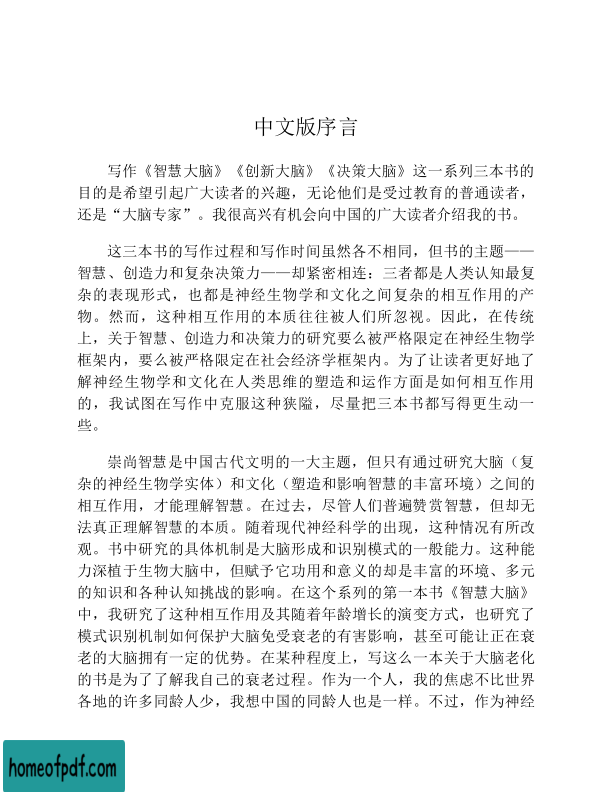 中文版序言
写作《智慧大脑》《创新大脑》《决策大脑》这一系列三本书的
目的是希望引起广大读者的兴趣，无论他们是受过教育的普通读者，
还是“大脑专家”。我很高兴有机会向中国的广大读者介绍我的书。
这三本书的写作过程和写作时间虽然各不相同，但书的主题——
智慧、创造力和复杂决策力——却紧密相连：三者都是人类认知最复
杂的表现形式，也都是神经生物学和文化之间复杂的相互作用的产
物。然而，这种相互作用的本质往往被人们所忽视。因此，在传统
上，关于智慧、创造力和决策力的研究要么被严格限定在神经生物学
框架内，要么被严格限定在社会经济学框架内。为了让读者更好地了
解神经生物学和文化在人类思维的塑造和运作方面是如何相互作用
的，我试图在写作中克服这种狭隘，尽量把三本书都写得更生动一
些。
崇尚智慧是中国古代文明的一大主题，但只有通过研究大脑（复
杂的神经生物学实体）和文化（塑造和影响智慧的丰富环境）之间的
相互作用，才能理解智慧。在过去，尽管人们普遍赞赏智慧，但却无
法真正理解智慧的本质。随着现代神经科学的出现，这种情况有所改
观。书中研究的具体机制是大脑形成和识别模式的一般能力。这种能
力深植于生物大脑中，但赋予它功用和意义的却是丰富的环境、多元
的知识和各种认知挑战的影响。在这个系列的第一本书《智慧大脑》
中，我研究了这种相互作用及其随着年龄增长的演变方式，也研究了
模式识别机制如何保护大脑免受衰老的有害影响，甚至可能让正在衰
老的大脑拥有一定的优势。在某种程度上，写这么一本关于大脑老化
的书是为了了解我自己的衰老过程。作为一个人，我的焦虑不比世界
各地的许多同龄人少，我想中国的同龄人也是一样。不过，作为神经
homeofpdf.com